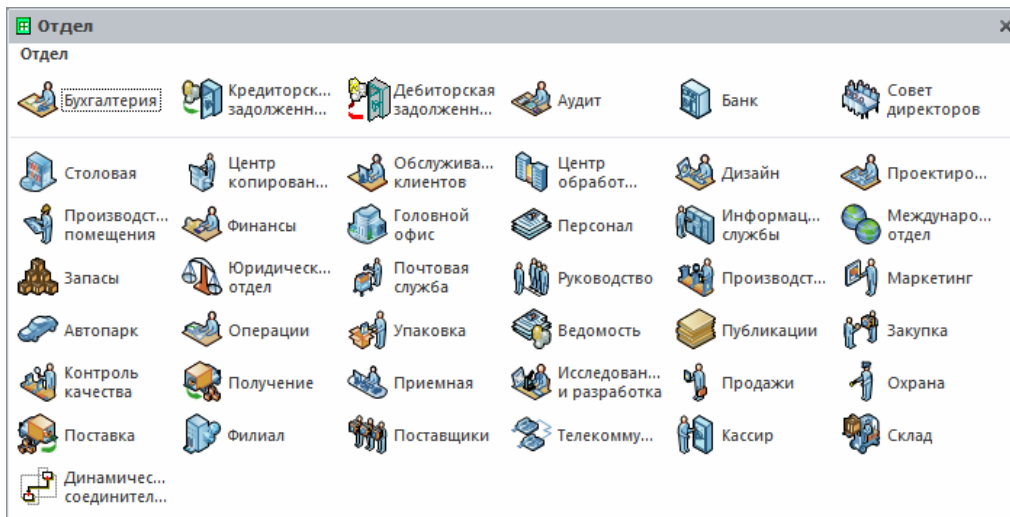 Отдел
Отдел
Бухгалтерия
Кредиторск...
задолженн...
Дебиторская
задолженн...
Аудит
Банк
Совет
директоров
Столовая
Центр
копирован...
Обслужива...
клиентов
Центр
обработ...
Дизайн
Проектиро...
Производст...
помещения
Финансы
Головной
офис
Персонал
Информац...
службы
Междунаро...
отдел
Запасы
Юридическ...
отдел
Почтовая
служба
Руководство
Производст...
Маркетинг
Автопарк
Операции
Упаковка
Ведомость
Публикации
Закупка
Контроль
качества
Получение
Приемная
Исследован...
и разработка
Продажи
Охрана
Поставка
Филиал
Поставщики
Телекомму...
Кассир
Склад
Динамичес...
соединител...